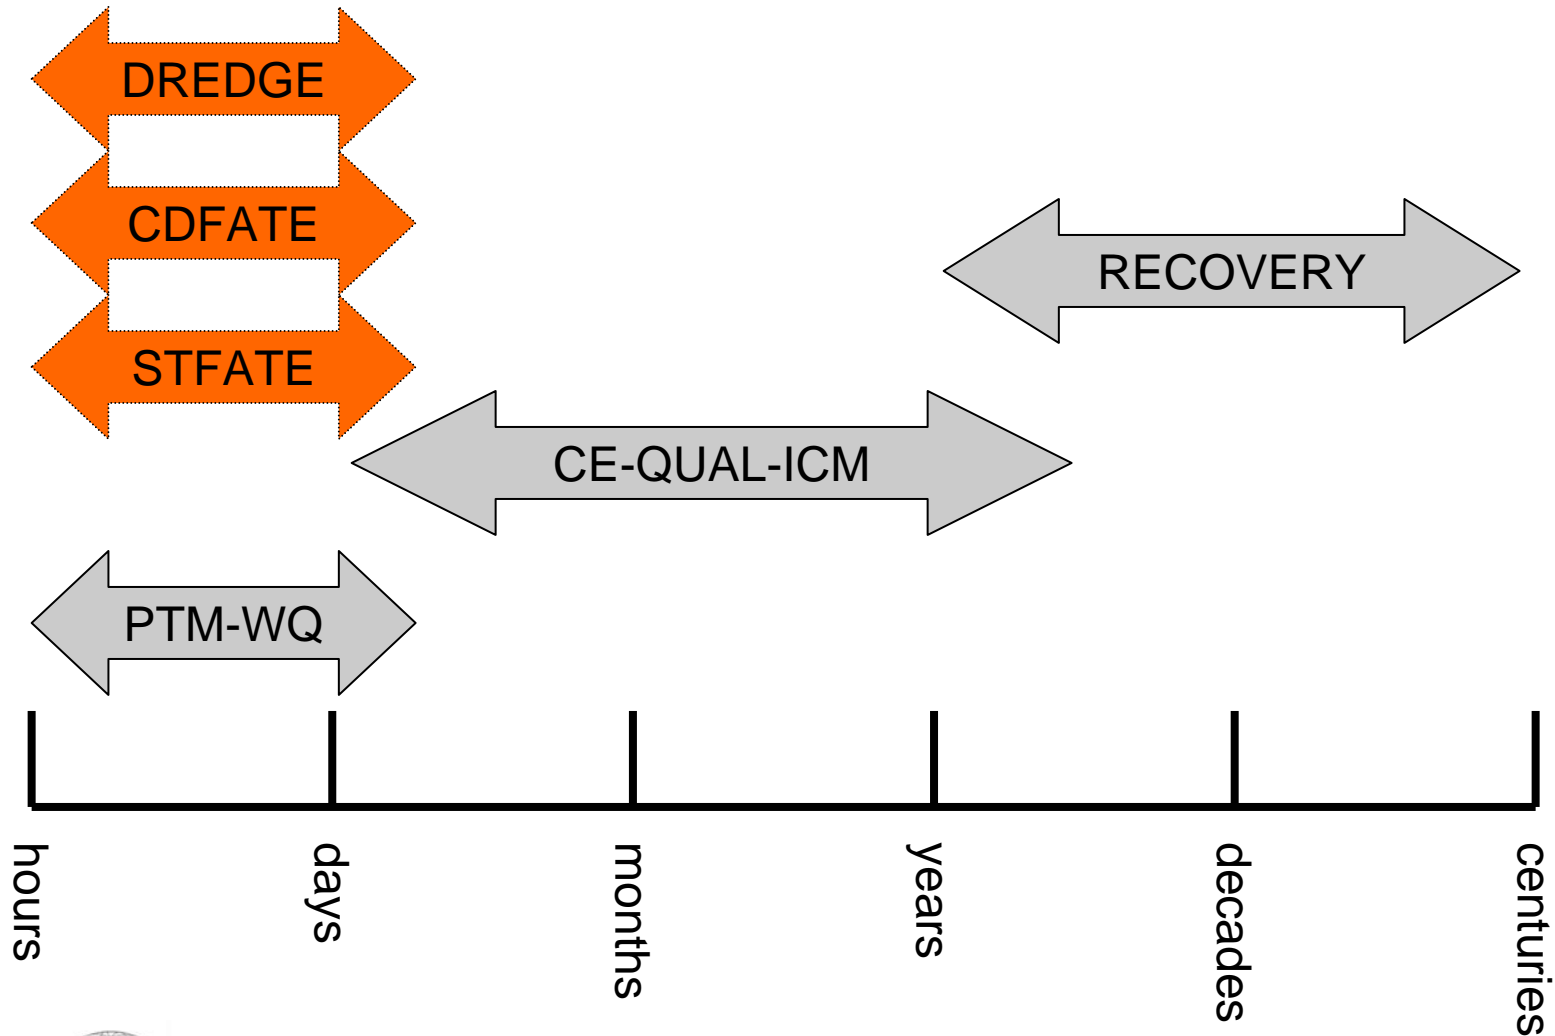 DREDGE
CDFATE
RECOVERY
STFATE
CE-QUAL-ICM
PTM-WQ
hours
days
months
years
decades
centuries